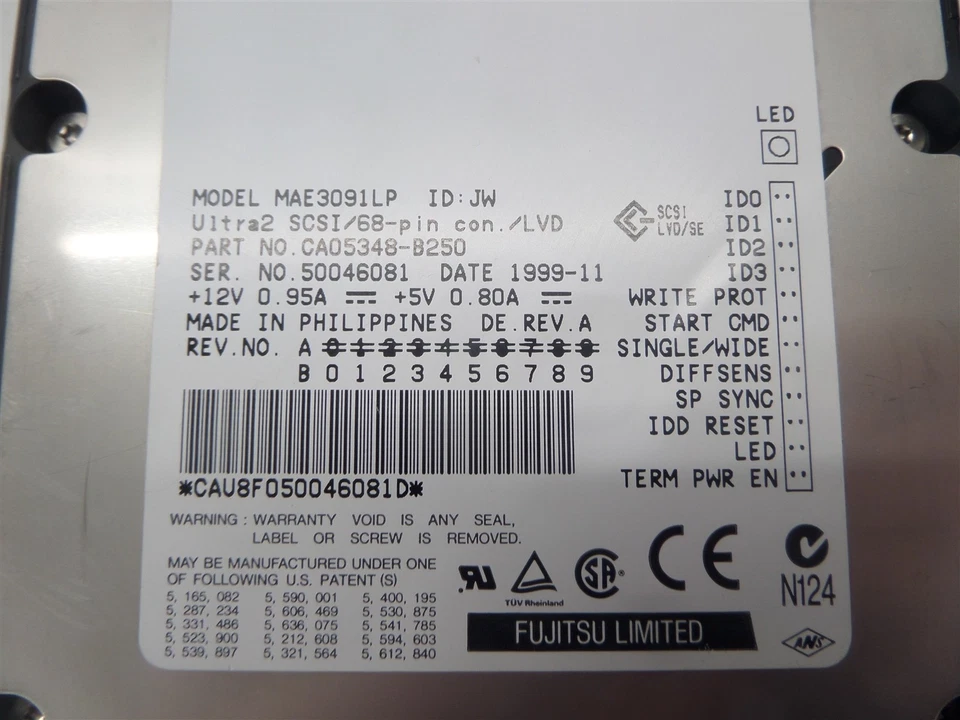 LED
MODEL MAE3091LP ID:JW
Ultra2 SCSI/68-pin con./LVD
PART NO.CA05348-B250
SER. NO.50046081 DATE 1999-11
+12V 0.95A +5V 0.80A
MADE IN PHILIPPINES DE.REV.A
REV.NO. A 0 1 2 3 4 5 6 7 8 9
B 0 1 2 3 4 5 6 7 8 9
*CAU8F050046081D*
SCSI
LVD/SE
ID0
ID1
ID2
ID3
WRITE PROT
START CMD
SINGLE/WIDE
DIFFSENS
SP SYNC
IDD RESET
LED
TERM PWR EN
WARNING : WARRANTY VOID IS ANY SEAL,
LABEL OR SCREW IS REMOVED.
MAY BE MANUFACTURED UNDER ONE
OF FOLLOWING U.S. PATENT (S)
5, 165, 082 5, 590, 001 5, 400, 195
5, 287, 234 5, 606, 469 5, 530, 875
5, 331, 486 5, 636, 075 5, 541, 785
5, 523, 900 5, 212, 608 5, 594, 603
5, 539, 897 5, 321, 564 5, 612, 840
TÜV Rheinland
SA
CE
N124
FUJITSU LIMITED
ANS